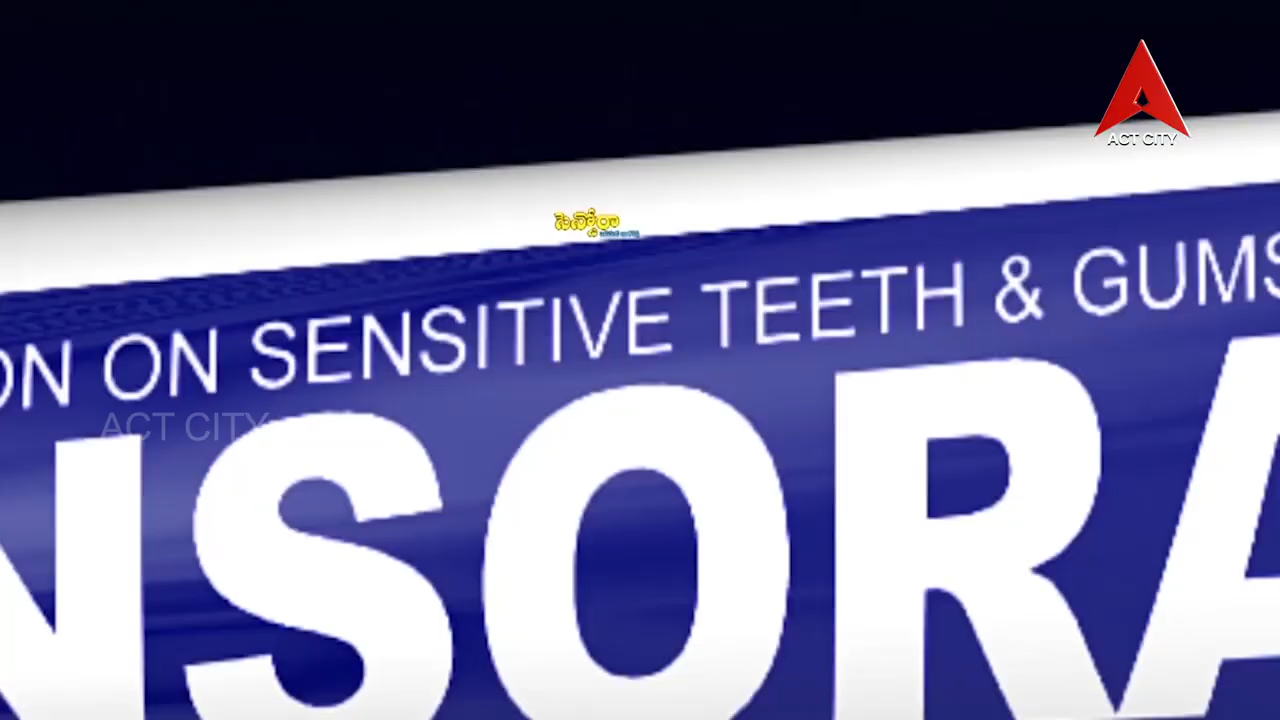 ACT CITY
సెన్సోరా
ON ON SENSITIVE TEETH & GUMS
ACT CITY
NSORA